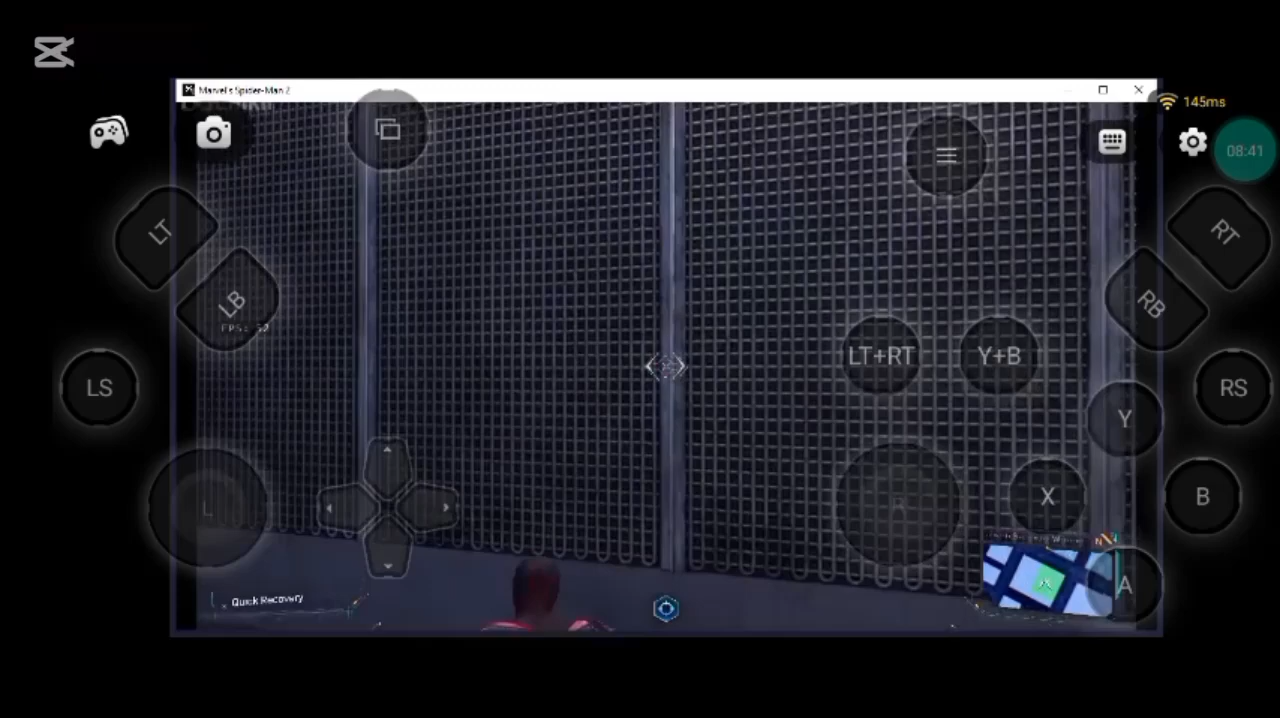 Marvel's Spider-Man 2
145ms
08:41
LT
RT
LB
RB
LT+RT
Y+B
LS
RS
Y
L
R
X
B
A
Quick Recovery